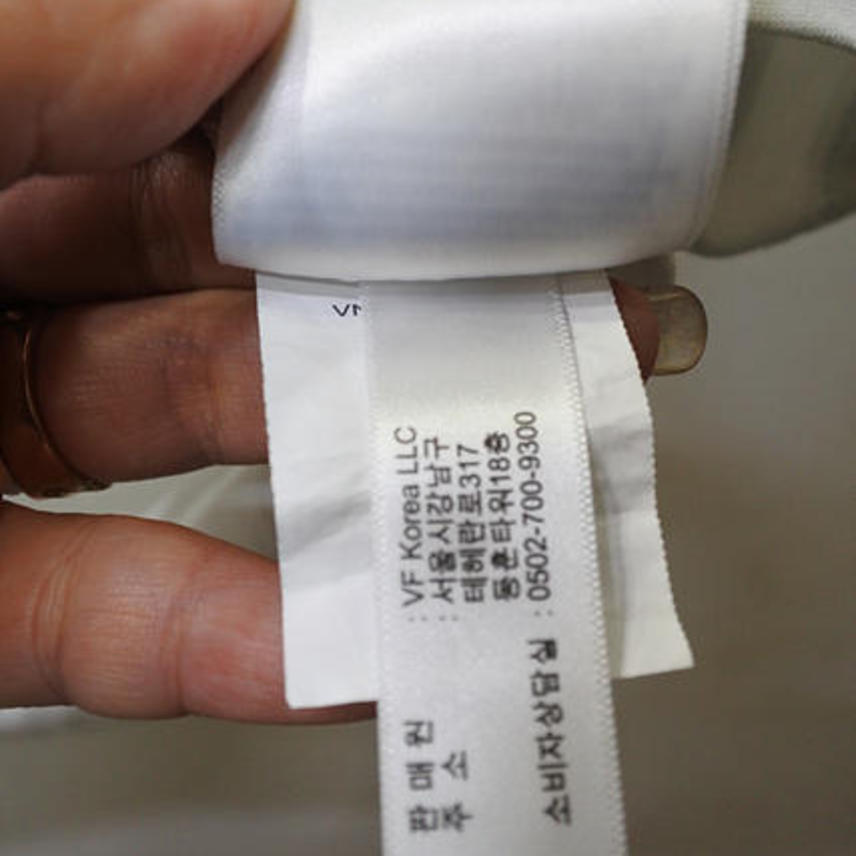 VN
판 매 원 : VF Korea LLC
주 소 : 서울시강남구
테헤란로317
동훈타워18층
소비자상담실 : 0502-700-9300